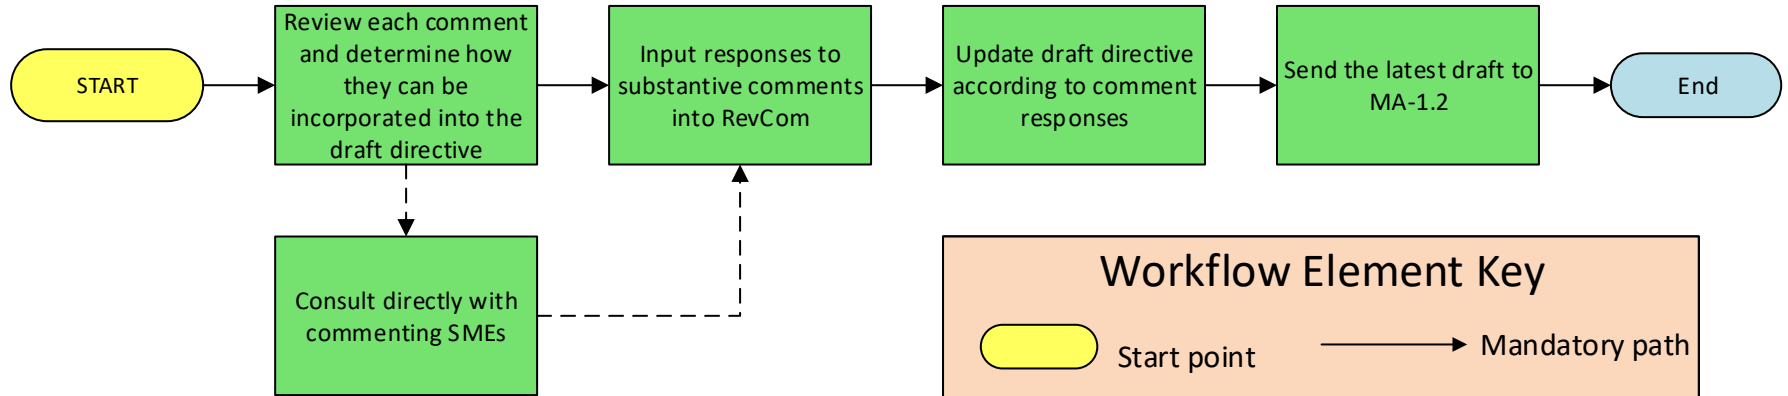 START
Review each comment
and determine how
they can be
incorporated into the
draft directive
Input responses to
substantive comments
into RevCom
Update draft directive
according to comment
responses
Send the latest draft to
MA-1.2
End
Consult directly with
commenting SMEs
Workflow Element Key
Start point
Mandatory path